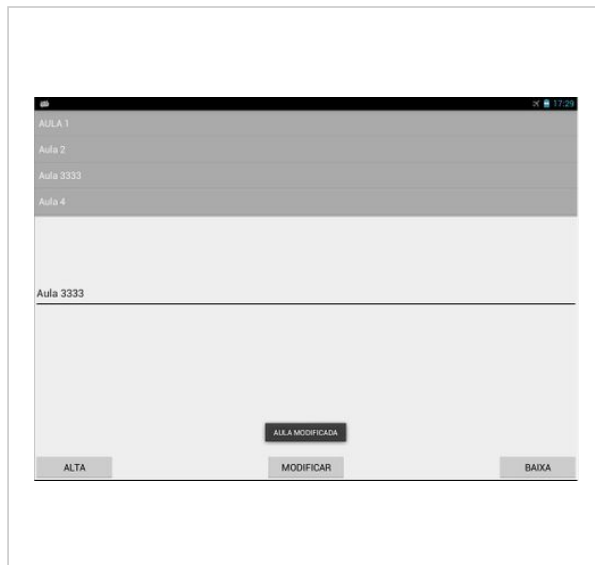 17:29
AULA 1
Aula 2
Aula 3333
Aula 4
Aula 3333
AULA MODIFICADA
ALTA MODIFICAR BAIXA